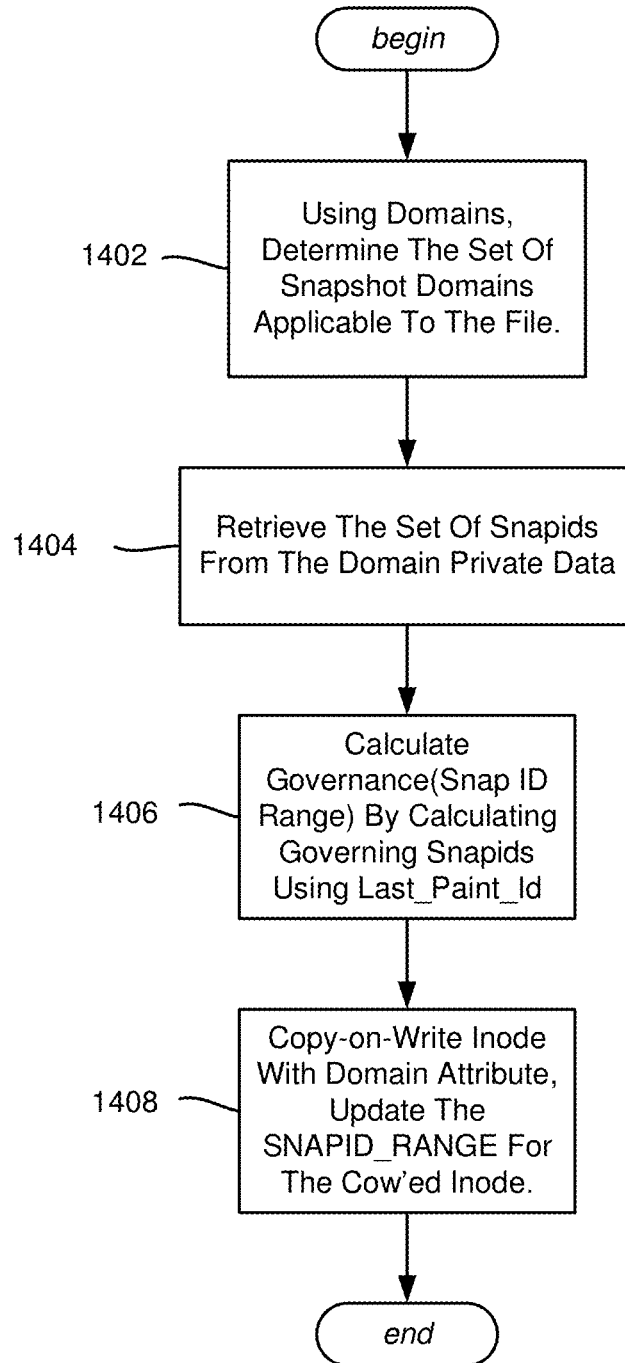 begin
Using Domains,
Determine The Set Of
Snapshot Domains
Applicable To The File.
1402
Retrieve The Set Of Snapids
From The Domain Private Data
1404
Calculate
Governance(Snap ID
Range) By Calculating
Governing Snapids
Using Last_Paint_Id
1406
Copy-on-Write Inode
With Domain Attribute,
Update The
SNAPID_RANGE For
The Cow'ed Inode.
1408
end